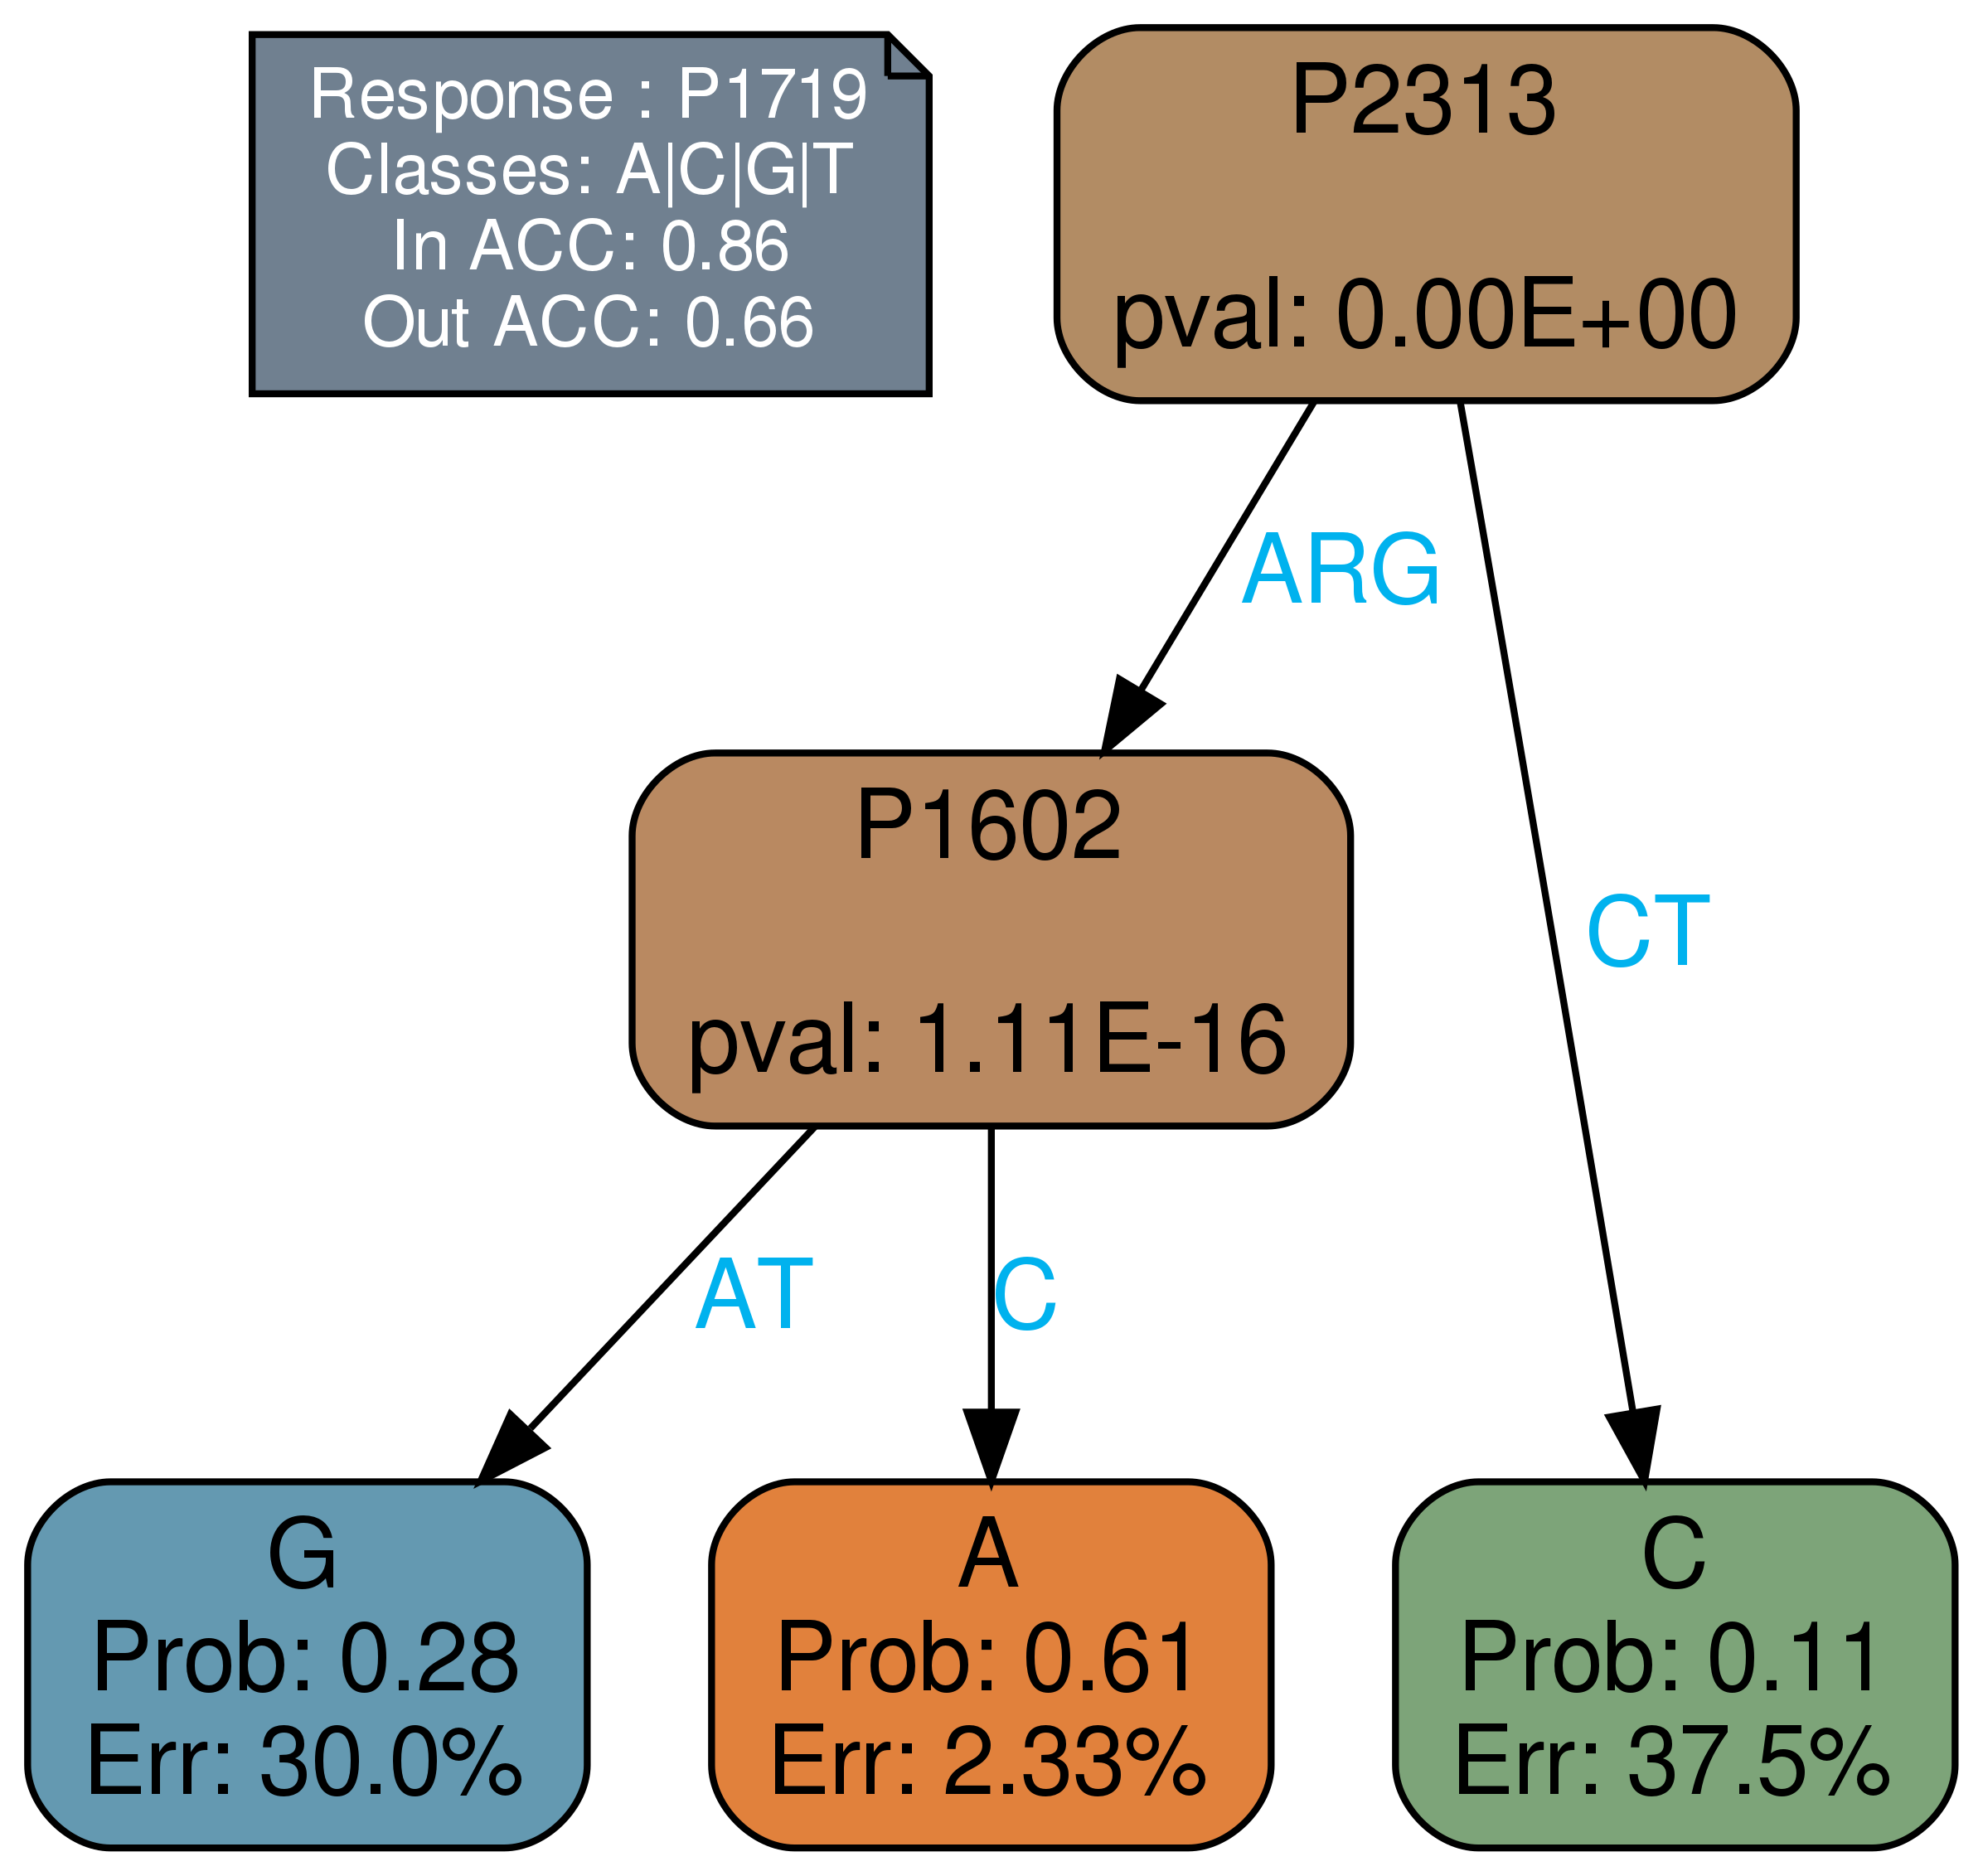 Response : P1719
Classes: A|C|G|T
In ACC: 0.86
Out ACC: 0.66
P2313
pval: 0.00E+00
ARG
P1602
pval: 1.11E-16
CT
AT
C
G
Prob: 0.28
Err: 30.0%
A
Prob: 0.61
Err: 2.33%
C
Prob: 0.11
Err: 37.5%